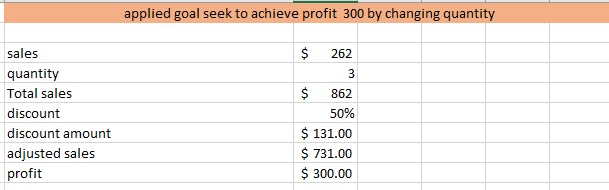 applied goal seek to achieve profit 300 by changing quantity
sales $ 262
quantity 3
Total sales $ 862
discount 50%
discount amount $ 131.00
adjusted sales $ 731.00
profit $ 300.00